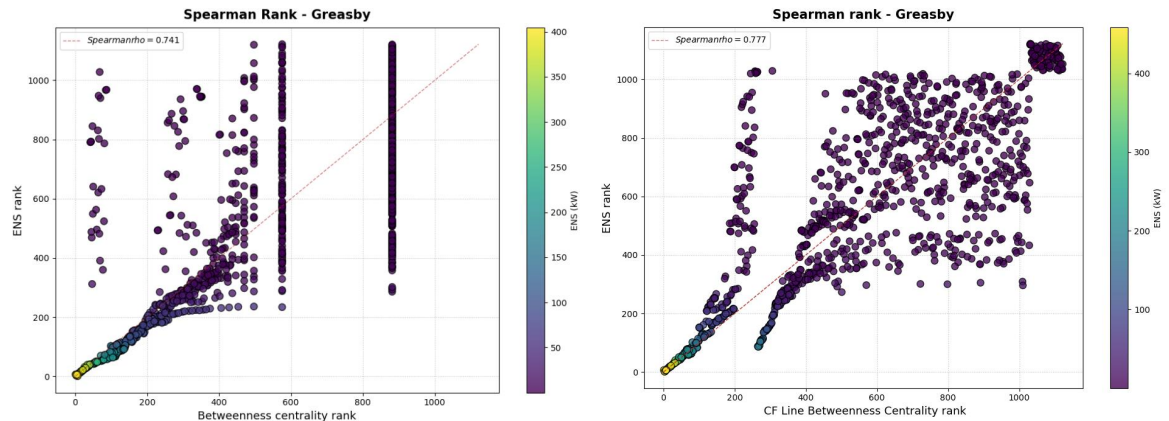 Spearman Rank - Greasby
Spearmanrho = 0.741
ENS rank
1000
800
600
400
200
0
0 200 400 600 800 1000
Betweenness centrality rank
400
350
300
250
200
150
100
50
ENS (kW)
Spearman rank - Greasby
Spearmanrho = 0.777
ENS rank
1000
800
600
400
200
0
0 200 400 600 800 1000
CF Line Betweenness Centrality rank
400
300
200
100
ENS (kW)